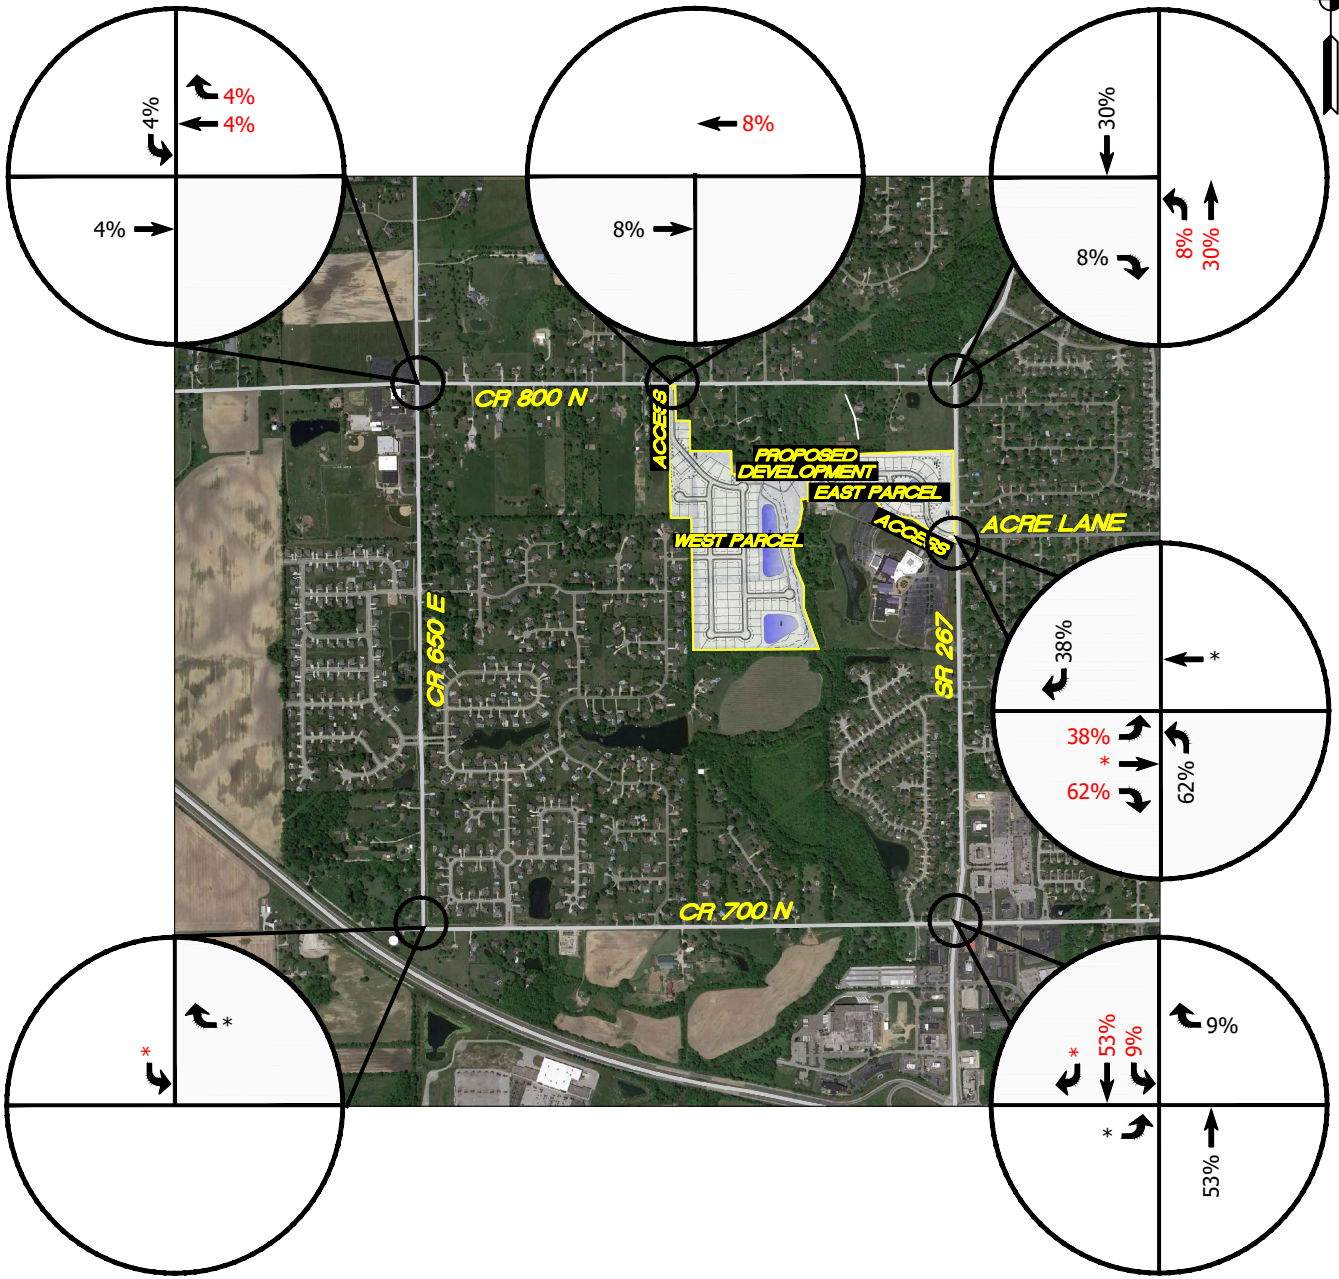 4%
4%
4%
4%
8%
8%
30%
8%
8%
30%
CR 800 N
ACCESS
PROPOSED
DEVELOPMENT
EAST PARCEL
WEST PARCEL
ACCESS
ACRE LANE
CR 650 E
SR 267
38%
*
38%
*
62%
62%
CR 700 N
*
*
*
53%
9%
9%
*
53%